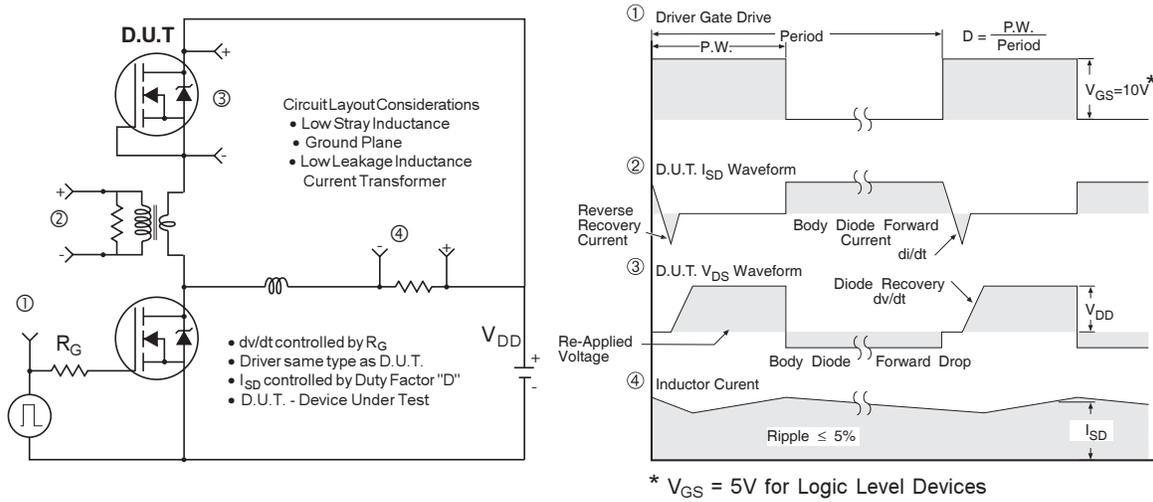 D.U.T
+
③
-
Circuit Layout Considerations
• Low Stray Inductance
• Ground Plane
• Low Leakage Inductance
Current Transformer
+
②
-
④
-
+
①
R_G
• dv/dt controlled by R_G
• Driver same type as D.U.T.
• I_SD controlled by Duty Factor "D"
• D.U.T. - Device Under Test
V_DD
+
-
① Driver Gate Drive
Period
P.W.
D = P.W. / Period
V_GS=10V*
② D.U.T. I_SD Waveform
Reverse
Recovery
Current
Body Diode Forward
Current
di/dt
③ D.U.T. V_DS Waveform
Diode Recovery
dv/dt
V_DD
Re-Applied
Voltage
Body Diode Forward Drop
④ Inductor Curent
Ripple ≤ 5%
I_SD
* V_GS = 5V for Logic Level Devices